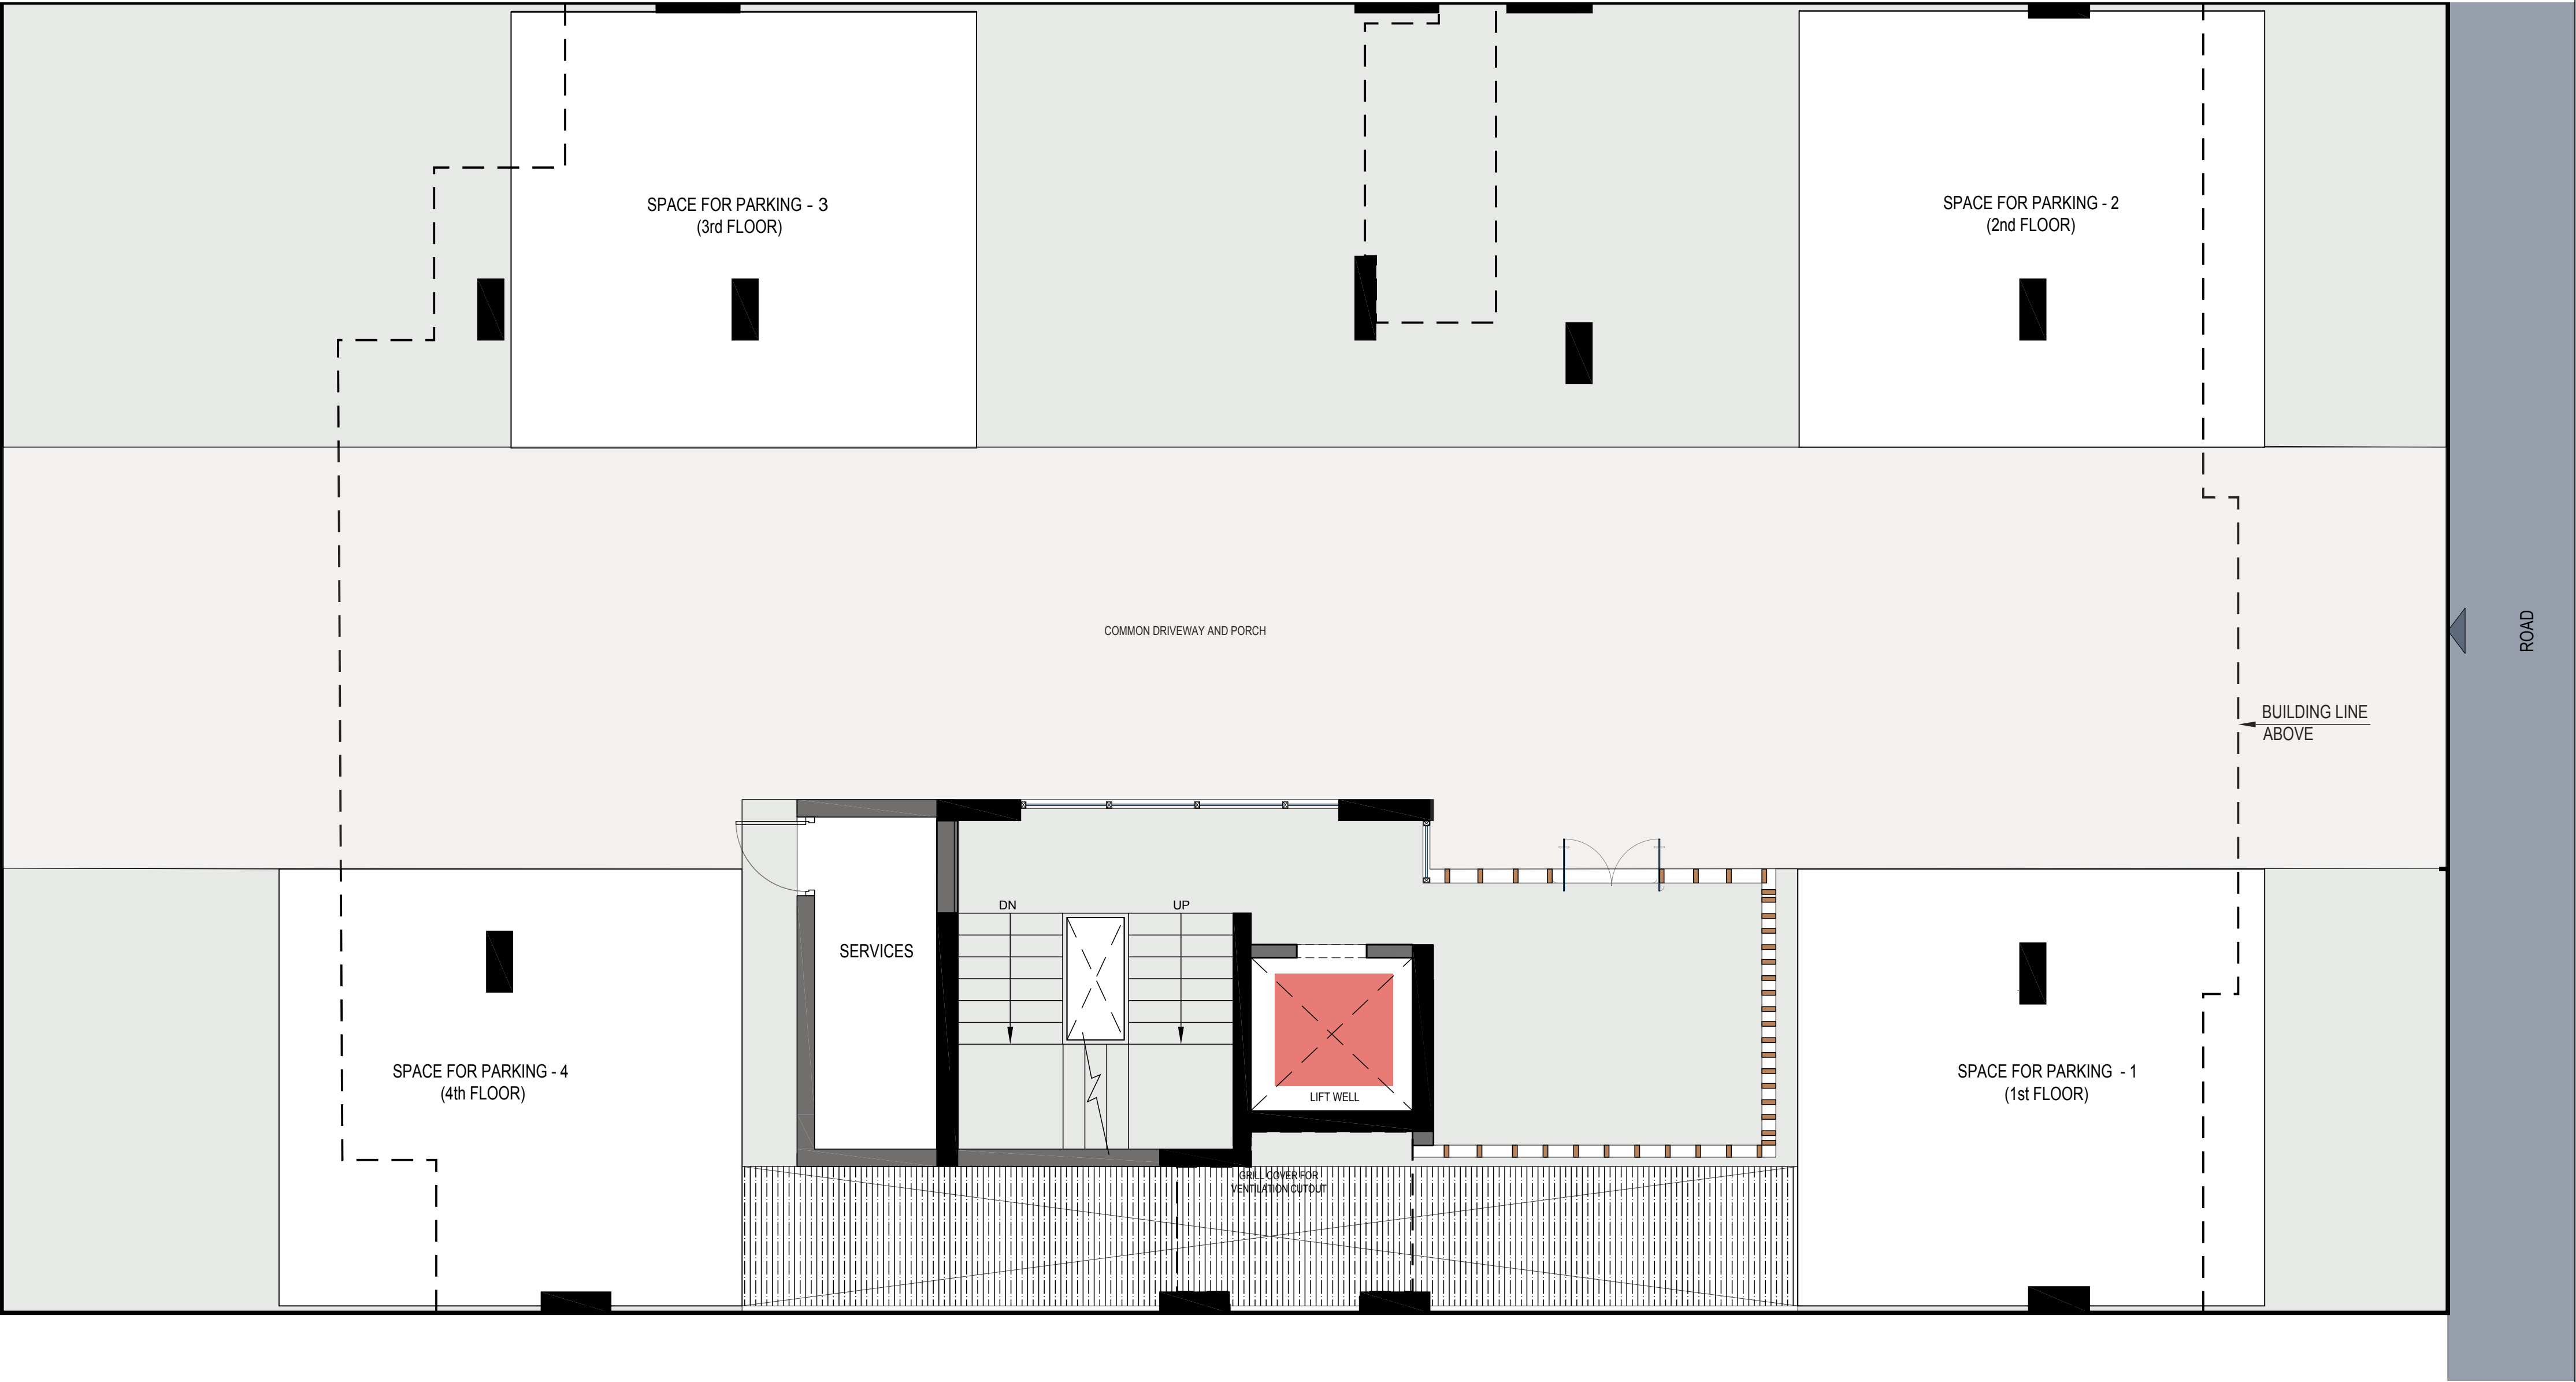 SPACE FOR PARKING - 3
(3rd FLOOR)
SPACE FOR PARKING - 2
(2nd FLOOR)
COMMON DRIVEWAY AND PORCH
ROAD
BUILDING LINE
ABOVE
DN
UP
SERVICES
LIFT WELL
SPACE FOR PARKING - 4
(4th FLOOR)
SPACE FOR PARKING - 1
(1st FLOOR)
GRILL COVER FOR
VENTILATION CUTOUT